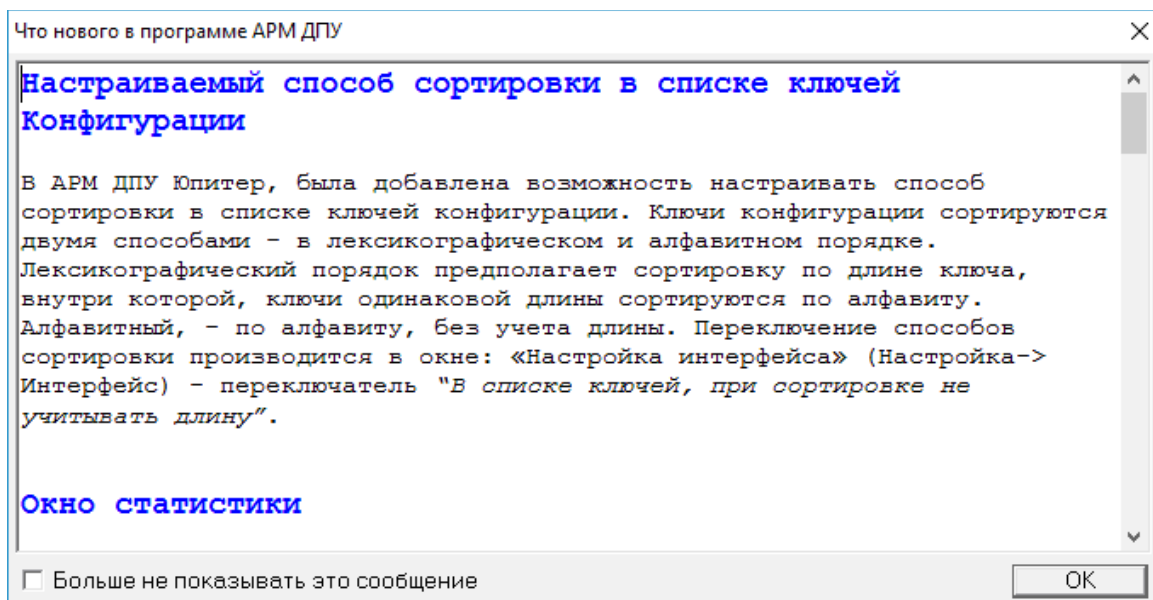 Что нового в программе АРМ ДПУ
Настраиваемый способ сортировки в списке ключей
Конфигурации
В АРМ ДПУ Юпитер, была добавлена возможность настраивать способ
сортировки в списке ключей конфигурации. Ключи конфигурации сортируются
двумя способами – в лексикографическом и алфавитном порядке.
Лексикографический порядок предполагает сортировку по длине ключа,
внутри которой, ключи одинаковой длины сортируются по алфавиту.
Алфавитный, – по алфавиту, без учета длины. Переключение способов
сортировки производится в окне: «Настройка интерфейса» (Настройка->
Интерфейс) – переключатель “В списке ключей, при сортировке не
учитывать длину”.
Окно статистики
Больше не показывать это сообщение
OK